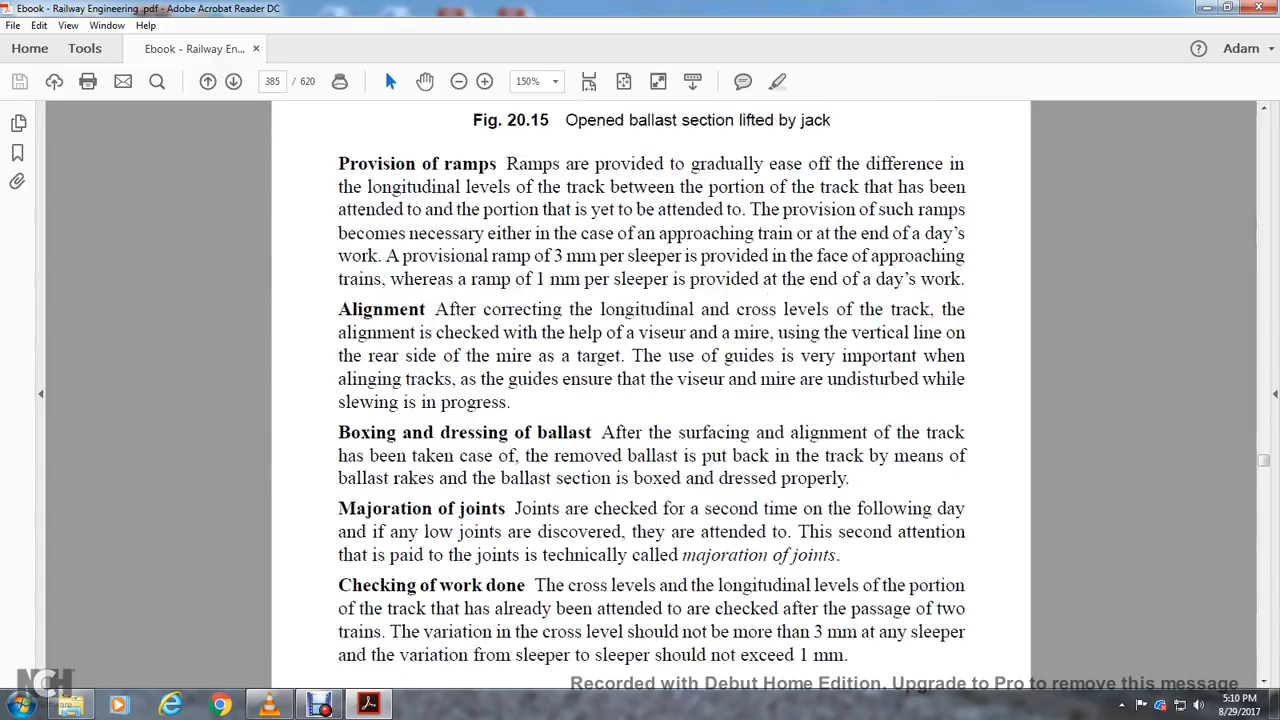 Ebook - Railway Engineering .pdf - Adobe Acrobat Reader DC
File Edit View Window Help
Home Tools Ebook - Railway En... × Adam
385 / 620 150%
Fig. 20.15 Opened ballast section lifted by jack
Provision of ramps Ramps are provided to gradually ease off the difference in
the longitudinal levels of the track between the portion of the track that has been
attended to and the portion that is yet to be attended to. The provision of such ramps
becomes necessary either in the case of an approaching train or at the end of a day's
work. A provisional ramp of 3 mm per sleeper is provided in the face of approaching
trains, whereas a ramp of 1 mm per sleeper is provided at the end of a day's work.
Alignment After correcting the longitudinal and cross levels of the track, the
alignment is checked with the help of a viseur and a mire, using the vertical line on
the rear side of the mire as a target. The use of guides is very important when
alinging tracks, as the guides ensure that the viseur and mire are undisturbed while
slewing is in progress.
Boxing and dressing of ballast After the surfacing and alignment of the track
has been taken case of, the removed ballast is put back in the track by means of
ballast rakes and the ballast section is boxed and dressed properly.
Majoration of joints Joints are checked for a second time on the following day
and if any low joints are discovered, they are attended to. This second attention
that is paid to the joints is technically called majoration of joints.
Checking of work done The cross levels and the longitudinal levels of the portion
of the track that has already been attended to are checked after the passage of two
trains. The variation in the cross level should not be more than 3 mm at any sleeper
and the variation from sleeper to sleeper should not exceed 1 mm.
NCH
Recorded with Debut Home Edition. Upgrade to Pro to remove this message
5:10 PM
8/29/2017